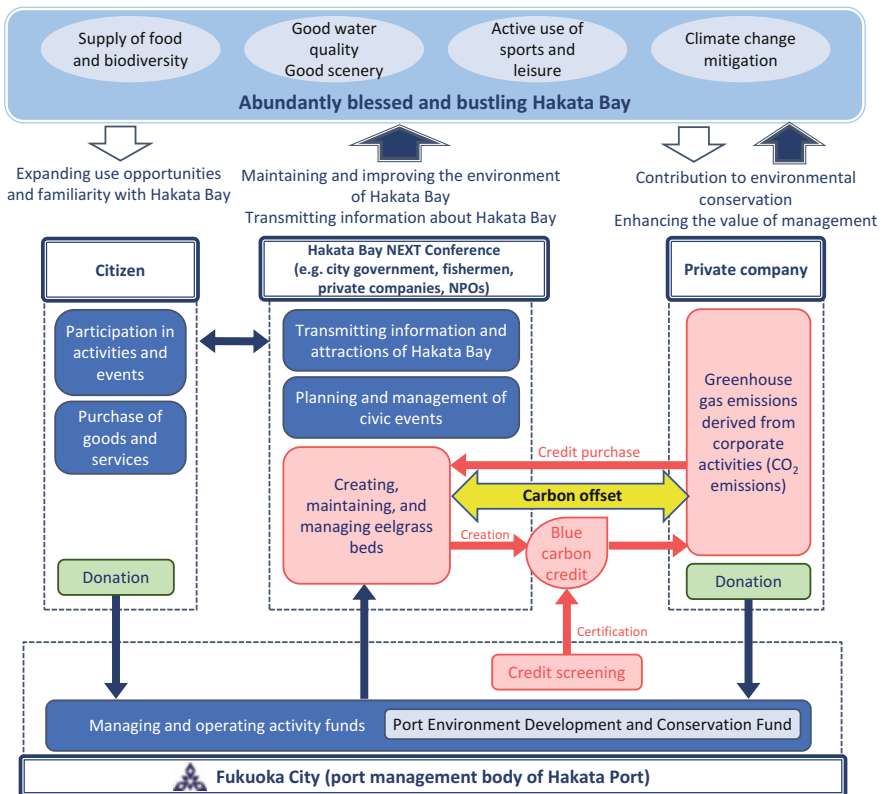 Supply of food
and biodiversity
Good water
quality
Good scenery
Active use of
sports and
leisure
Climate change
mitigation
Abundantly blessed and bustling Hakata Bay
Expanding use opportunities
and familiarity with Hakata Bay
Maintaining and improving the environment
of Hakata Bay
Transmitting information about Hakata Bay
Contribution to environmental
conservation
Enhancing the value of management
Citizen
Hakata Bay NEXT Conference
(e.g. city government, fishermen,
private companies, NPOs)
Private company
Participation in
activities and
events
Purchase of
goods and
services
Transmitting information and
attractions of Hakata Bay
Planning and management of
civic events
Creating,
maintaining, and
managing eelgrass
beds
Greenhouse
gas emissions
derived from
corporate
activities (CO₂
emissions)
Credit purchase
Carbon offset
Creation
Blue
carbon
credit
Donation
Donation
Certification
Credit screening
Managing and operating activity funds
Port Environment Development and Conservation Fund
Fukuoka City (port management body of Hakata Port)